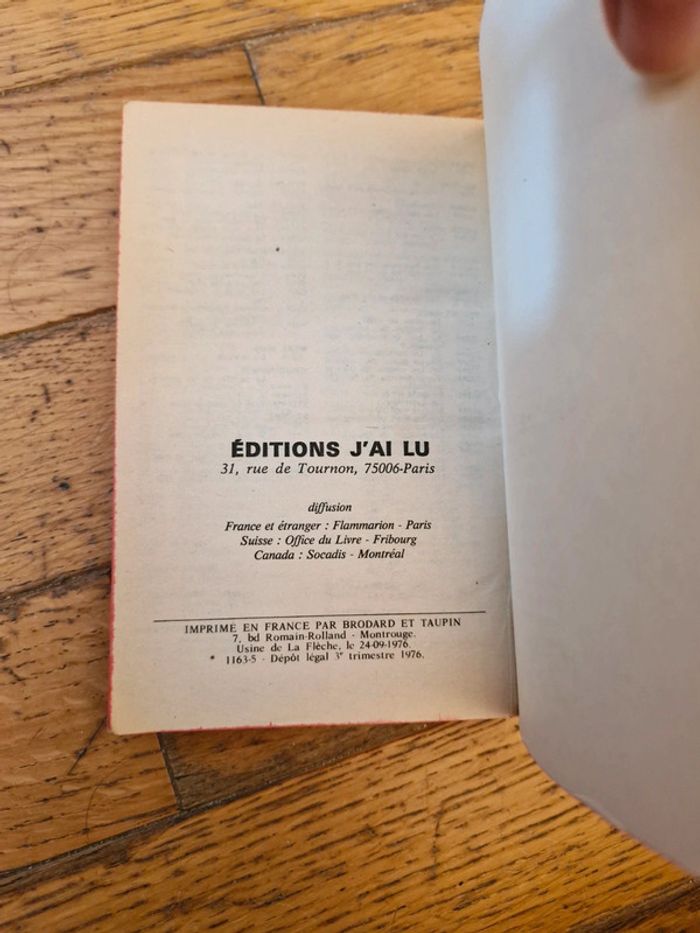 ÉDITIONS J'AI LU
31, rue de Tournon, 75006-Paris
diffusion
France et étranger : Flammarion - Paris
Suisse : Office du Livre - Fribourg
Canada : Socadis - Montréal
IMPRIMÉ EN FRANCE PAR BRODARD ET TAUPIN
7, bd Romain-Rolland - Montrouge.
Usine de La Flèche, le 24-09-1976.
* 1163-5 - Dépôt légal 3e trimestre 1976.